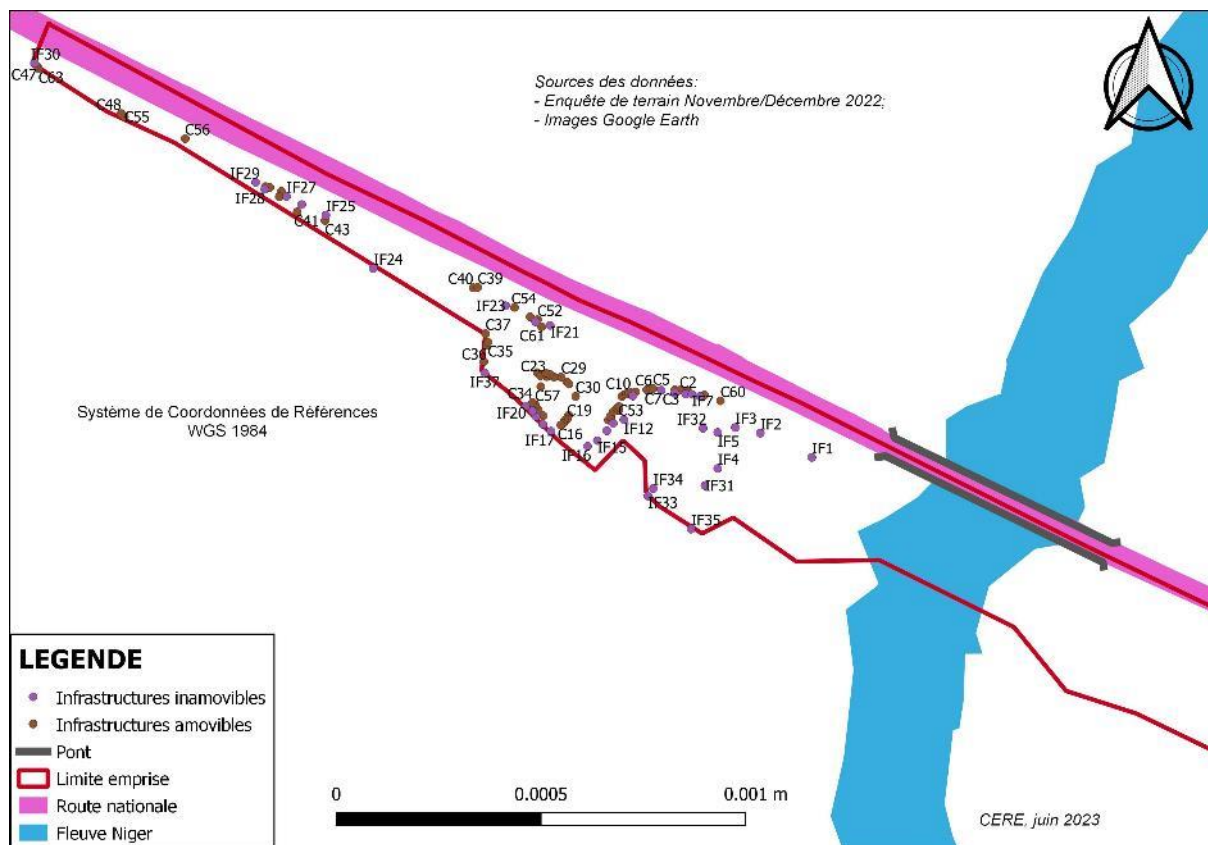 IF30
C47
C63
Sources des données:
- Enquête de terrain Novembre/Décembre 2022;
- Images Google Earth
C48
C55
C56
IF29
IF27
IF28
IF25
C41
C43
IF24
C40 C39
IF23 C54
C52
C61 IF21
C37
C35
C36
IF37
C23 C29
C30
C10 C6 C5 C2
C7 C3 IF7 C60
C34 C57
IF20
C19
C53
IF12
IF17 C16
IF16 IF15
IF32 IF3
IF5 IF2
IF4
IF1
IF34
IF31
IF33
IF35
Système de Coordonnées de Références
WGS 1984
LEGENDE
Infrastructures inamovibles
Infrastructures amovibles
Pont
Limite emprise
Route nationale
Fleuve Niger
0 0.0005 0.001 m
CERE, juin 2023